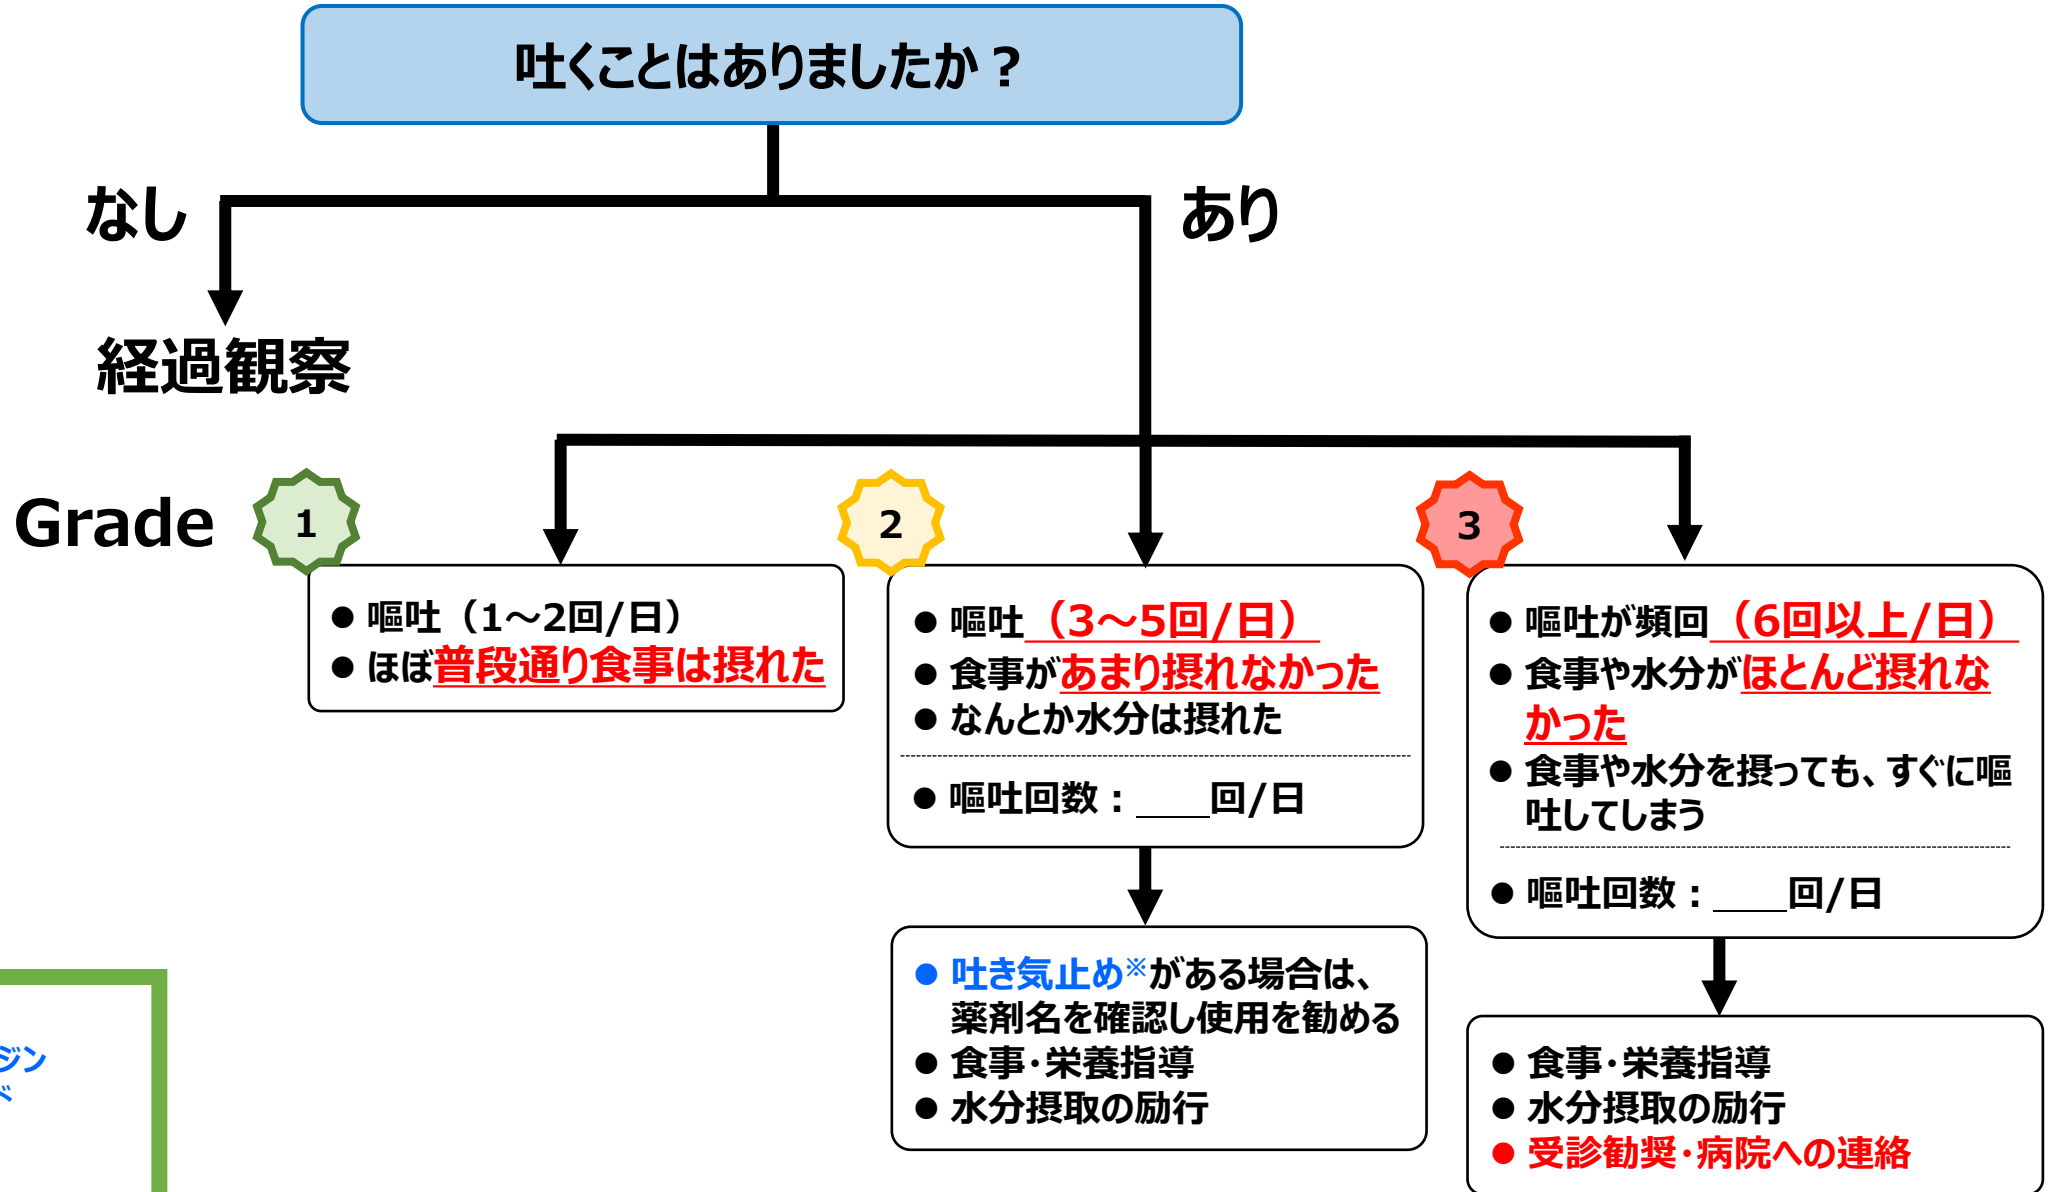 吐くことはありましたか？
なし
あり
経過観察
Grade
1
2
3
● 嘔吐（1～2回/日）
● ほぼ普段通り食事は摂れた
● 嘔吐（3～5回/日）
● 食事があまり摂れなかった
● なんとか水分は摂れた
● 嘔吐回数：____回/日
● 嘔吐が頻回（6回以上/日）
● 食事や水分がほとんど摂れな
かった
● 食事や水分を摂っても、すぐに嘔
吐してしまう
● 嘔吐回数：____回/日
● 吐き気止め※がある場合は、
薬剤名を確認し使用を勧める
● 食事・栄養指導
● 水分摂取の励行
● 食事・栄養指導
● 水分摂取の励行
● 受診勧奨・病院への連絡
ジン